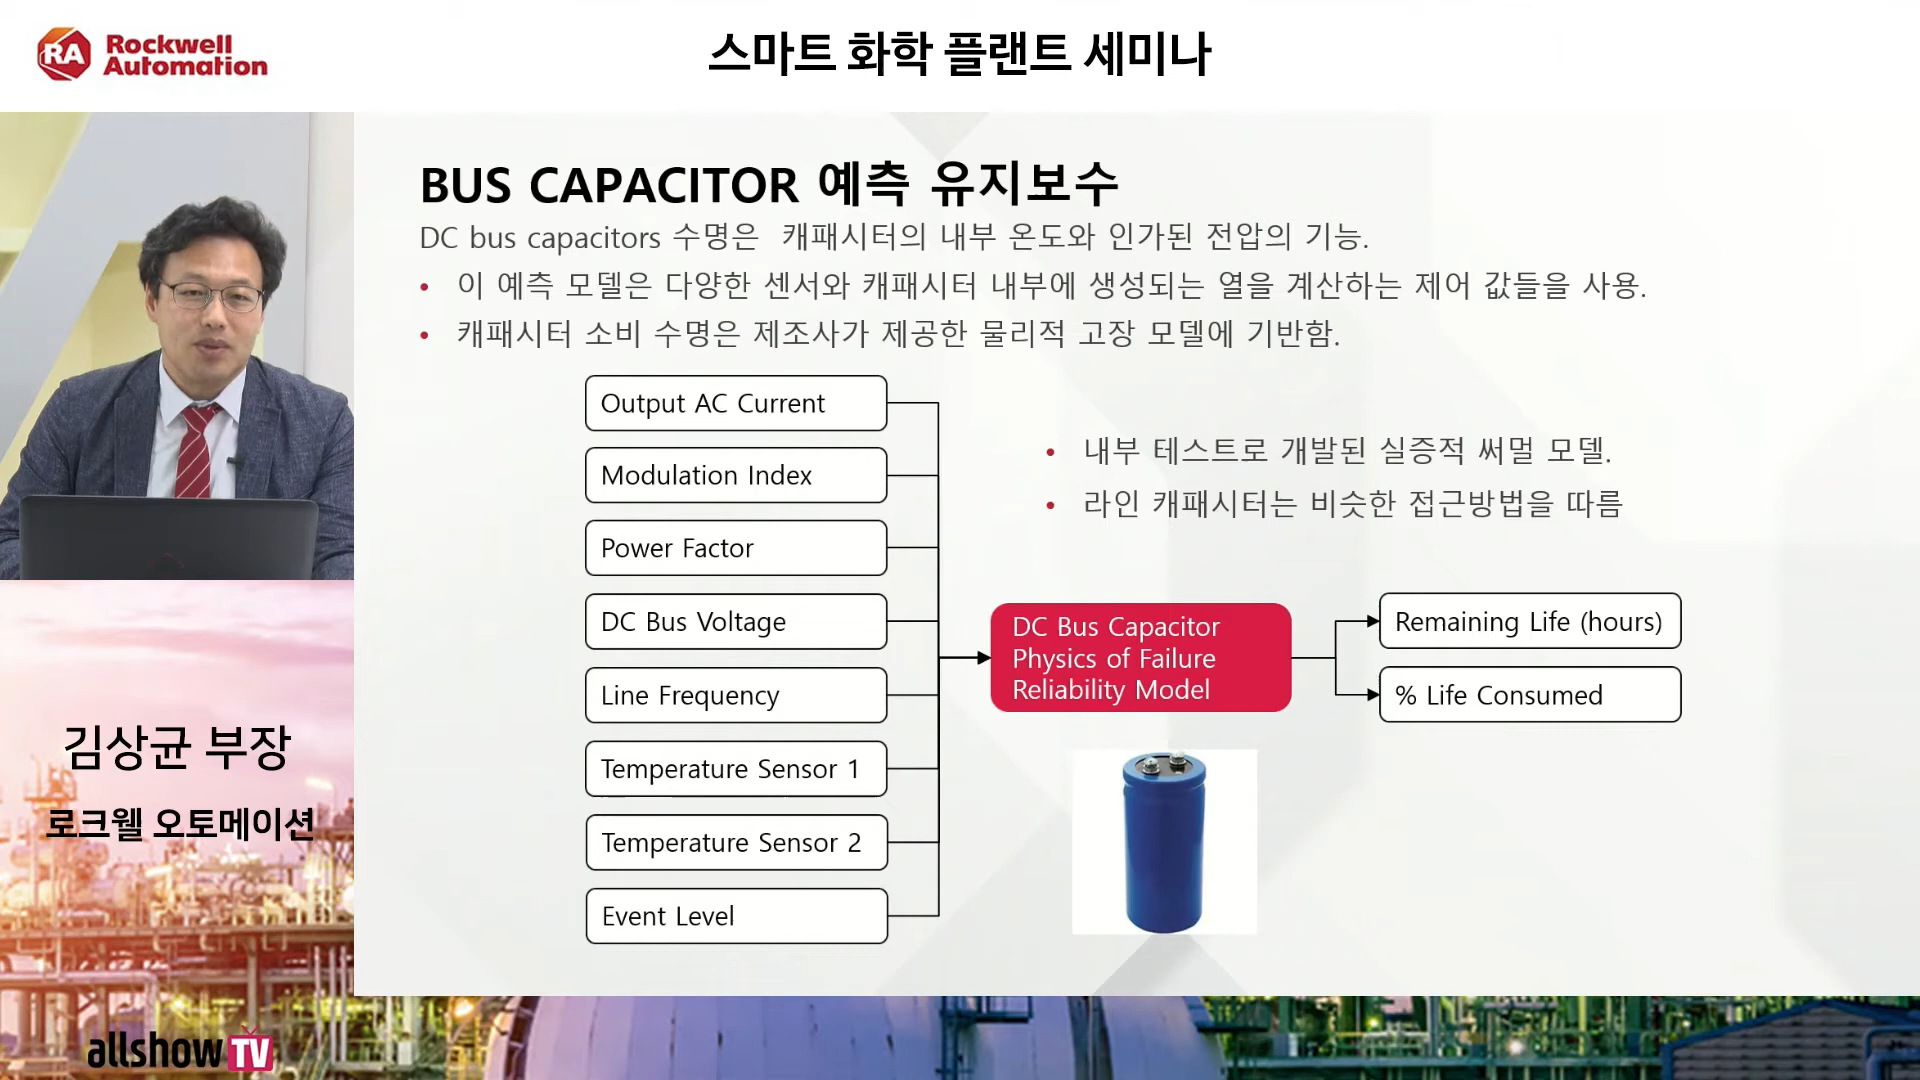 RA Rockwell Automation
스마트 화학 플랜트 세미나
BUS CAPACITOR 예측 유지보수
DC bus capacitors 수명은 캐패시터의 내부 온도와 인가된 전압의 기능.
• 이 예측 모델은 다양한 센서와 캐패시터 내부에 생성되는 열을 계산하는 제어 값들을 사용.
• 캐패시터 소비 수명은 제조사가 제공한 물리적 고장 모델에 기반함.
Output AC Current
Modulation Index
Power Factor
DC Bus Voltage
Line Frequency
Temperature Sensor 1
Temperature Sensor 2
Event Level
• 내부 테스트로 개발된 실증적 써멀 모델.
• 라인 캐패시터는 비슷한 접근방법을 따름
DC Bus Capacitor
Physics of Failure
Reliability Model
Remaining Life (hours)
% Life Consumed
김상균 부장
로크웰 오토메이션
allshow TV